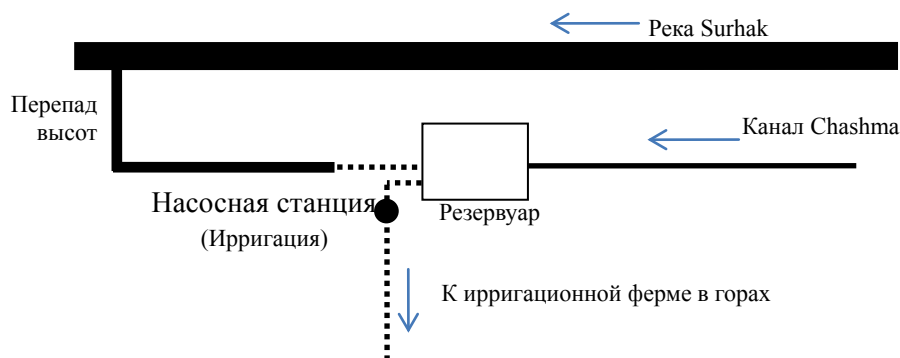 Река Surhak
Перепад
высот
Канал Chashma
Насосная станция
(Ирригация)
Резервуар
К ирригационной ферме в горах